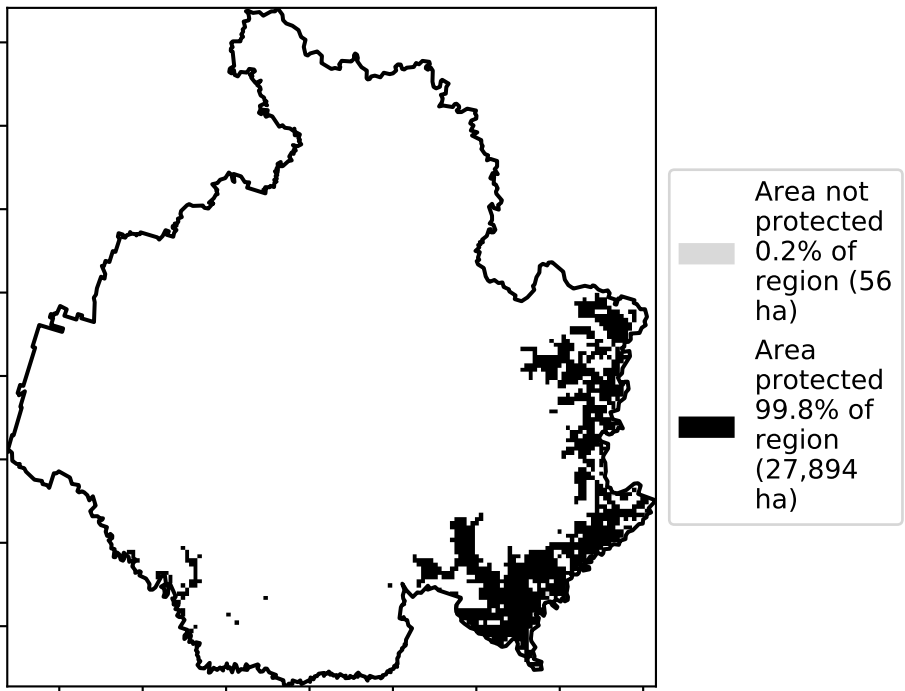 Area not
protected
0.2% of
region (56
ha)
Area
protected
99.8% of
region
(27,894
ha)